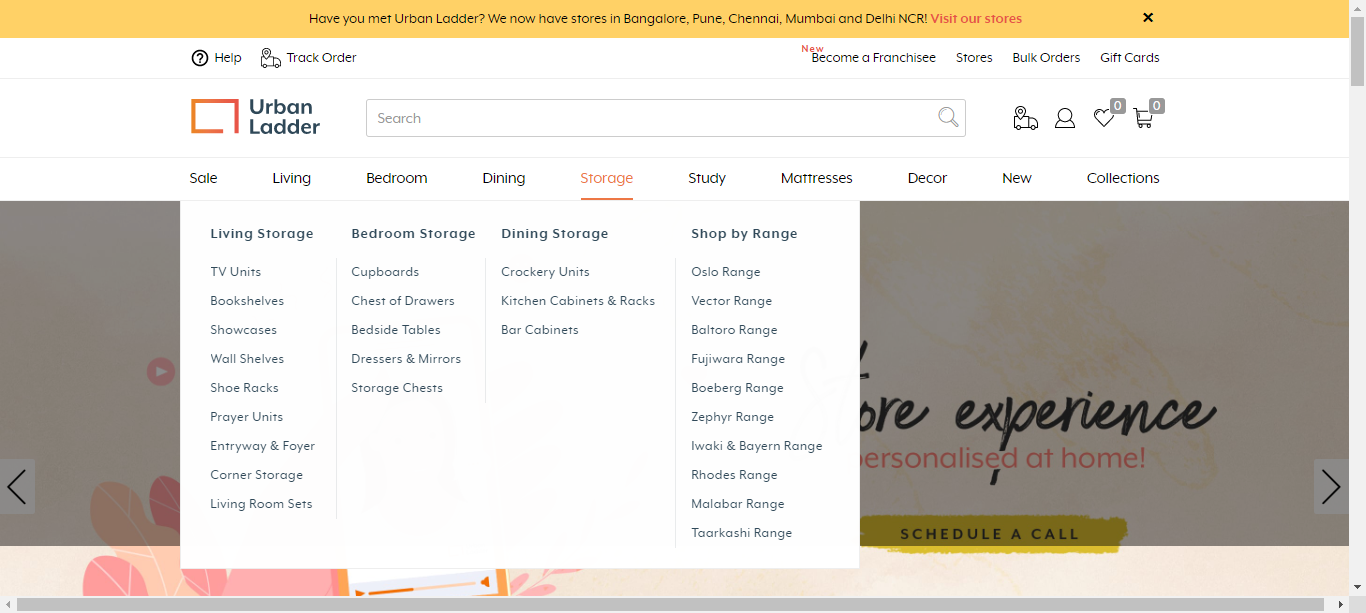 Have you met Urban Ladder? We now have stores in Bangalore, Pune, Chennai, Mumbai and Delhi NCR! Visit our stores
Help
Track Order
New
Become a Franchisee
Stores
Bulk Orders
Gift Cards
Urban
Ladder
Search
0
0
Sale
Living
Bedroom
Dining
Storage
Study
Mattresses
Decor
New
Collections
Living Storage
TV Units
Bookshelves
Showcases
Wall Shelves
Shoe Racks
Prayer Units
Entryway & Foyer
Corner Storage
Living Room Sets
Bedroom Storage
Cupboards
Chest of Drawers
Bedside Tables
Dressers & Mirrors
Storage Chests
Dining Storage
Crockery Units
Kitchen Cabinets & Racks
Bar Cabinets
Shop by Range
Oslo Range
Vector Range
Baltoro Range
Fujiwara Range
Boeberg Range
Zephyr Range
Iwaki & Bayern Range
Rhodes Range
Malabar Range
Taarkashi Range
experience
personalised at home!
SCHEDULE A CALL